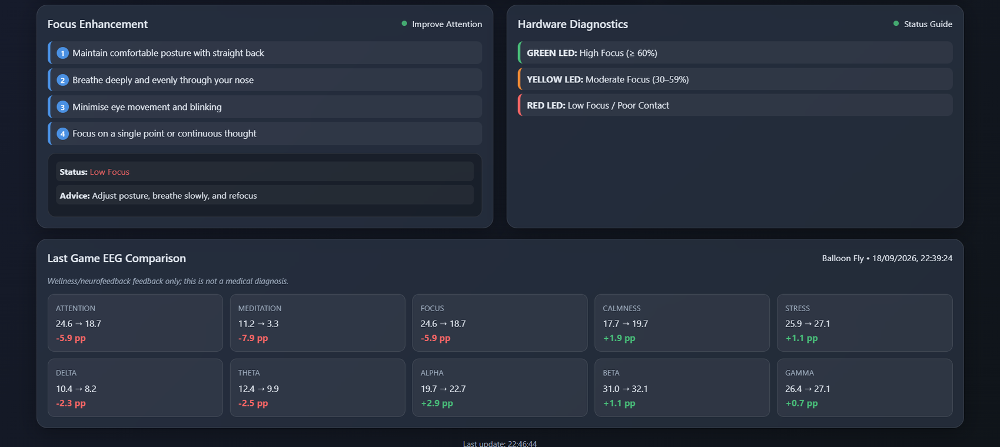 Focus Enhancement
Improve Attention
1 Maintain comfortable posture with straight back
2 Breathe deeply and evenly through your nose
3 Minimise eye movement and blinking
4 Focus on a single point or continuous thought
Status: Low Focus
Advice: Adjust posture, breathe slowly, and refocus
Hardware Diagnostics
Status Guide
GREEN LED: High Focus (≥ 60%)
YELLOW LED: Moderate Focus (30–59%)
RED LED: Low Focus / Poor Contact
Last Game EEG Comparison
Balloon Fly • 18/09/2026, 22:39:24
Wellness/neurofeedback feedback only; this is not a medical diagnosis.
ATTENTION
24.6 → 18.7
-5.9 pp
MEDITATION
11.2 → 3.3
-7.9 pp
FOCUS
24.6 → 18.7
-5.9 pp
CALMNESS
17.7 → 19.7
+1.9 pp
STRESS
25.9 → 27.1
+1.1 pp
DELTA
10.4 → 8.2
-2.3 pp
THETA
12.4 → 9.9
-2.5 pp
ALPHA
19.7 → 22.7
+2.9 pp
BETA
31.0 → 32.1
+1.1 pp
GAMMA
26.4 → 27.1
+0.7 pp
Last update: 22:46:44